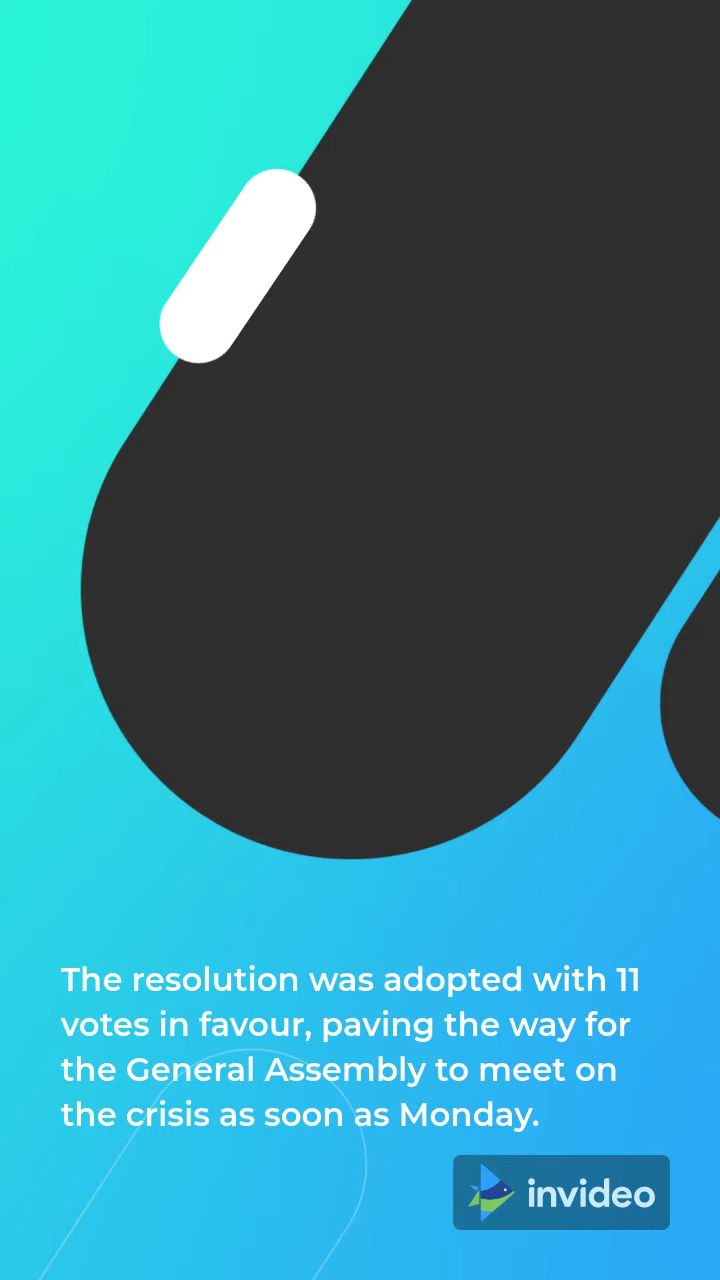 The resolution was adopted with 11
votes in favour, paving the way for
the General Assembly to meet on
the crisis as soon as Monday.
invideo